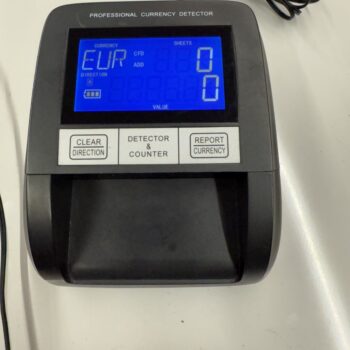 PROFESSIONAL CURRENCY DETECTOR
CURRENCY SHEETS
EUR CFD 0
ADD
DIRECTION
0
VALUE
CLEAR DETECTOR REPORT
DIRECTION & CURRENCY
COUNTER